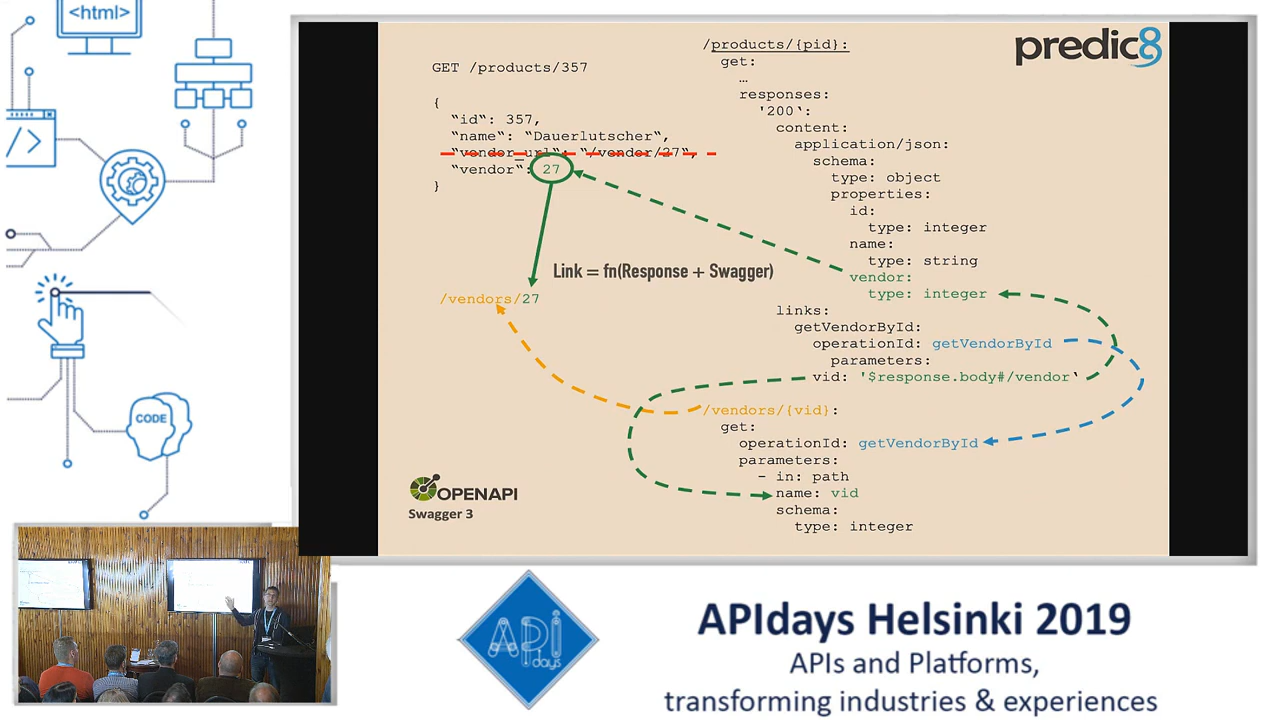 <html>
/>
CODE
GET /products/357
{
"id": 357,
"name": "Dauerlutscher",
"vendor_url": "/vendor/27",
"vendor": 27
}
Link = fn(Response + Swagger)
/vendors/27
OPENAPI
Swagger 3
predic8
/products/{pid}:
get:
…
responses:
'200':
content:
application/json:
schema:
type: object
properties:
id:
type: integer
name:
type: string
vendor:
type: integer
links:
getVendorById:
operationId: getVendorById
parameters:
vid: '$response.body#/vendor'
/vendors/{vid}:
get:
operationId: getVendorById
parameters:
- in: path
name: vid
schema:
type: integer
API
days
APIdays Helsinki 2019
APIs and Platforms,
transforming industries & experiences